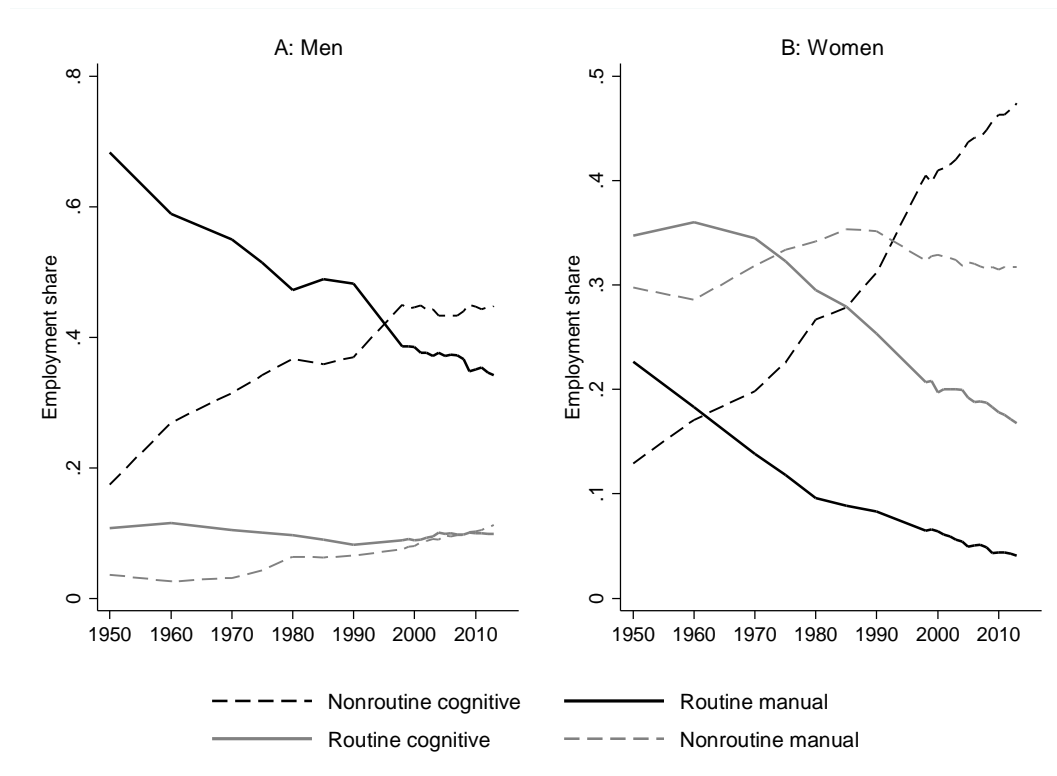 A: Men
B: Women
Employment share
.8
.6
.4
.2
0
1950 1960 1970 1980 1990 2000 2010
Employment share
.5
.4
.3
.2
.1
0
1950 1960 1970 1980 1990 2000 2010
Nonroutine cognitive
Routine manual
Routine cognitive
Nonroutine manual